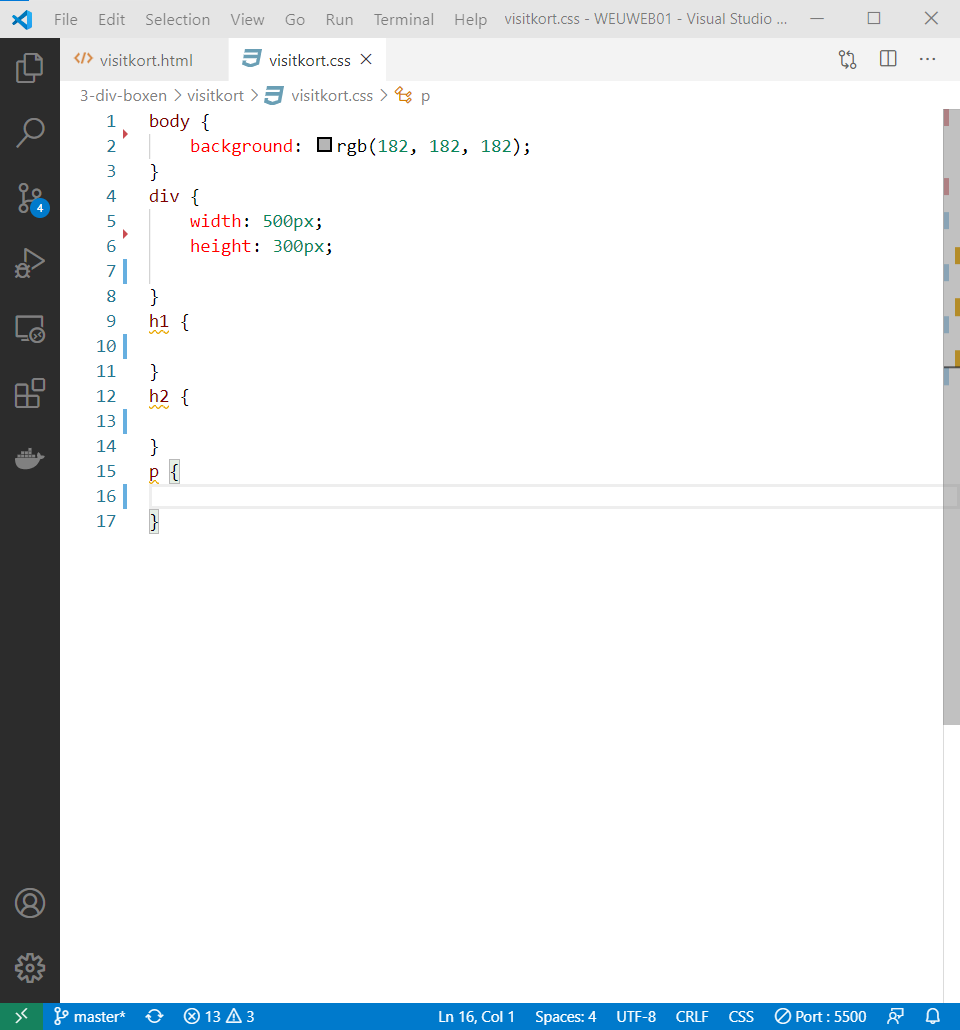 File Edit Selection View Go Run Terminal Help visitkort.css - WEUWEB01 - Visual Studio ...
visitkort.html visitkort.css
3-div-boxen > visitkort > visitkort.css > p
1 body {
2 background: rgb(182, 182, 182);
3 }
4 div {
5 width: 500px;
6 height: 300px;
7
8 }
9 h1 {
10
11 }
12 h2 {
13
14 }
15 p {
16
17 }
4
master* 13 3 Ln 16, Col 1 Spaces: 4 UTF-8 CRLF CSS Port : 5500